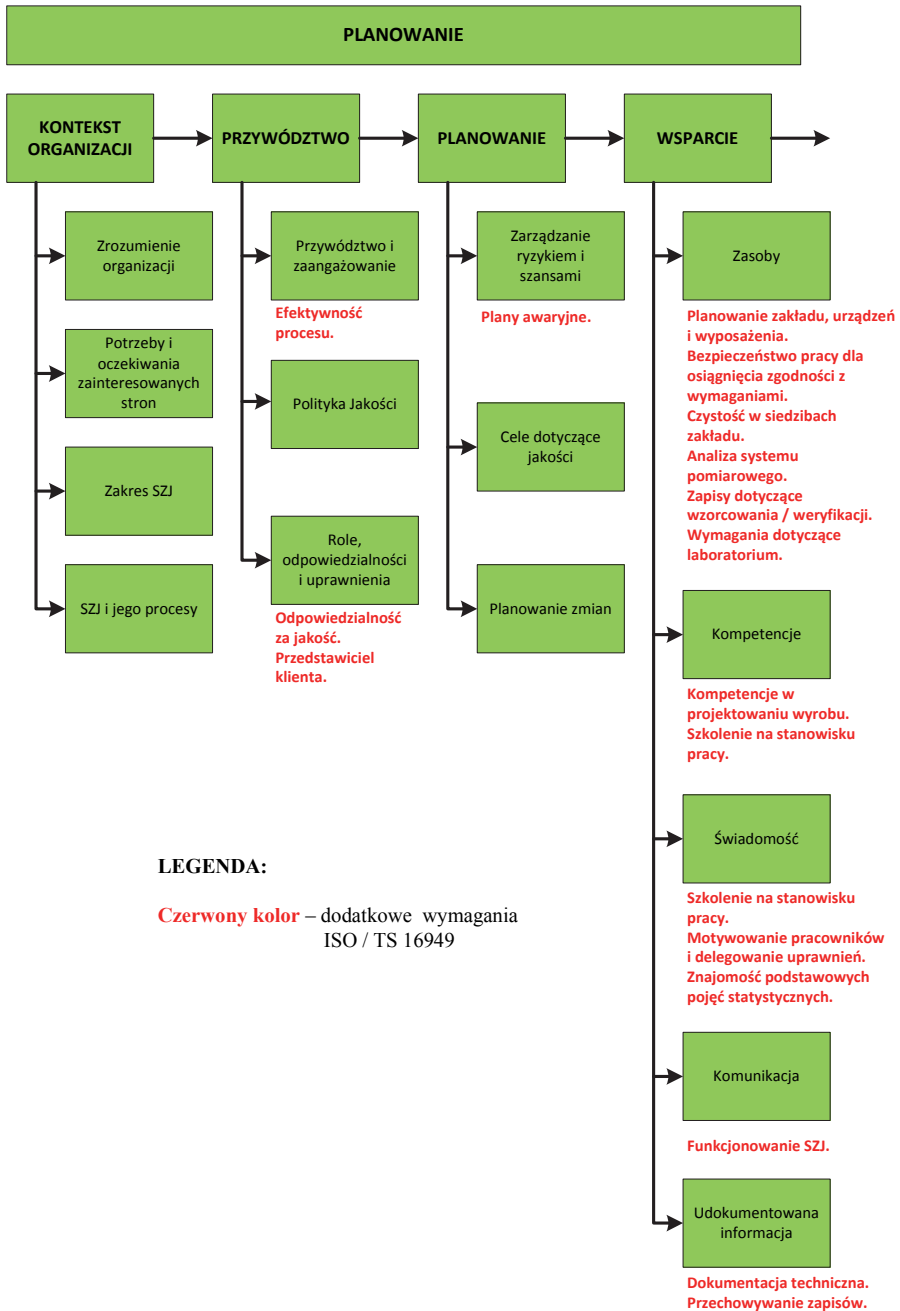 PLANOWANIE
KONTEKST
ORGANIZACJI
PRZYWÓDZTWO
PLANOWANIE
WSPARCIE
Zrozumienie
organizacji
Potrzeby i
oczekiwania
zainteresowanych
stron
Zakres SZJ
SZJ i jego procesy
Przywództwo i
zaangażowanie
Efektywność
procesu.
Polityka Jakości
Role,
odpowiedzialności
i uprawnienia
Odpowiedzialność
za jakość.
Przedstawiciel
klienta.
Zarządzanie
ryzykiem i
szansami
Plany awaryjne.
Cele dotyczące
jakości
Planowanie zmian
Zasoby
Planowanie zakładu, urządzeń
i wyposażenia.
Bezpieczeństwo pracy dla
osiągnięcia zgodności z
wymaganiami.
Czystość w siedzibach
zakładu.
Analiza systemu
pomiarowego.
Zapisy dotyczące
wzorcowania / weryfikacji.
Wymagania dotyczące
laboratorium.
Kompetencje
Kompetencje w
projektowaniu wyrobu.
Szkolenie na stanowisku
pracy.
Świadomość
Szkolenie na stanowisku
pracy.
Motywowanie pracowników
i delegowanie uprawnień.
Znajomość podstawowych
pojęć statystycznych.
Komunikacja
Funkcjonowanie SZJ.
Udokumentowana
informacja
Dokumentacja techniczna.
Przechowywanie zapisów.
LEGENDA:
Czerwony kolor – dodatkowe wymagania
ISO / TS 16949